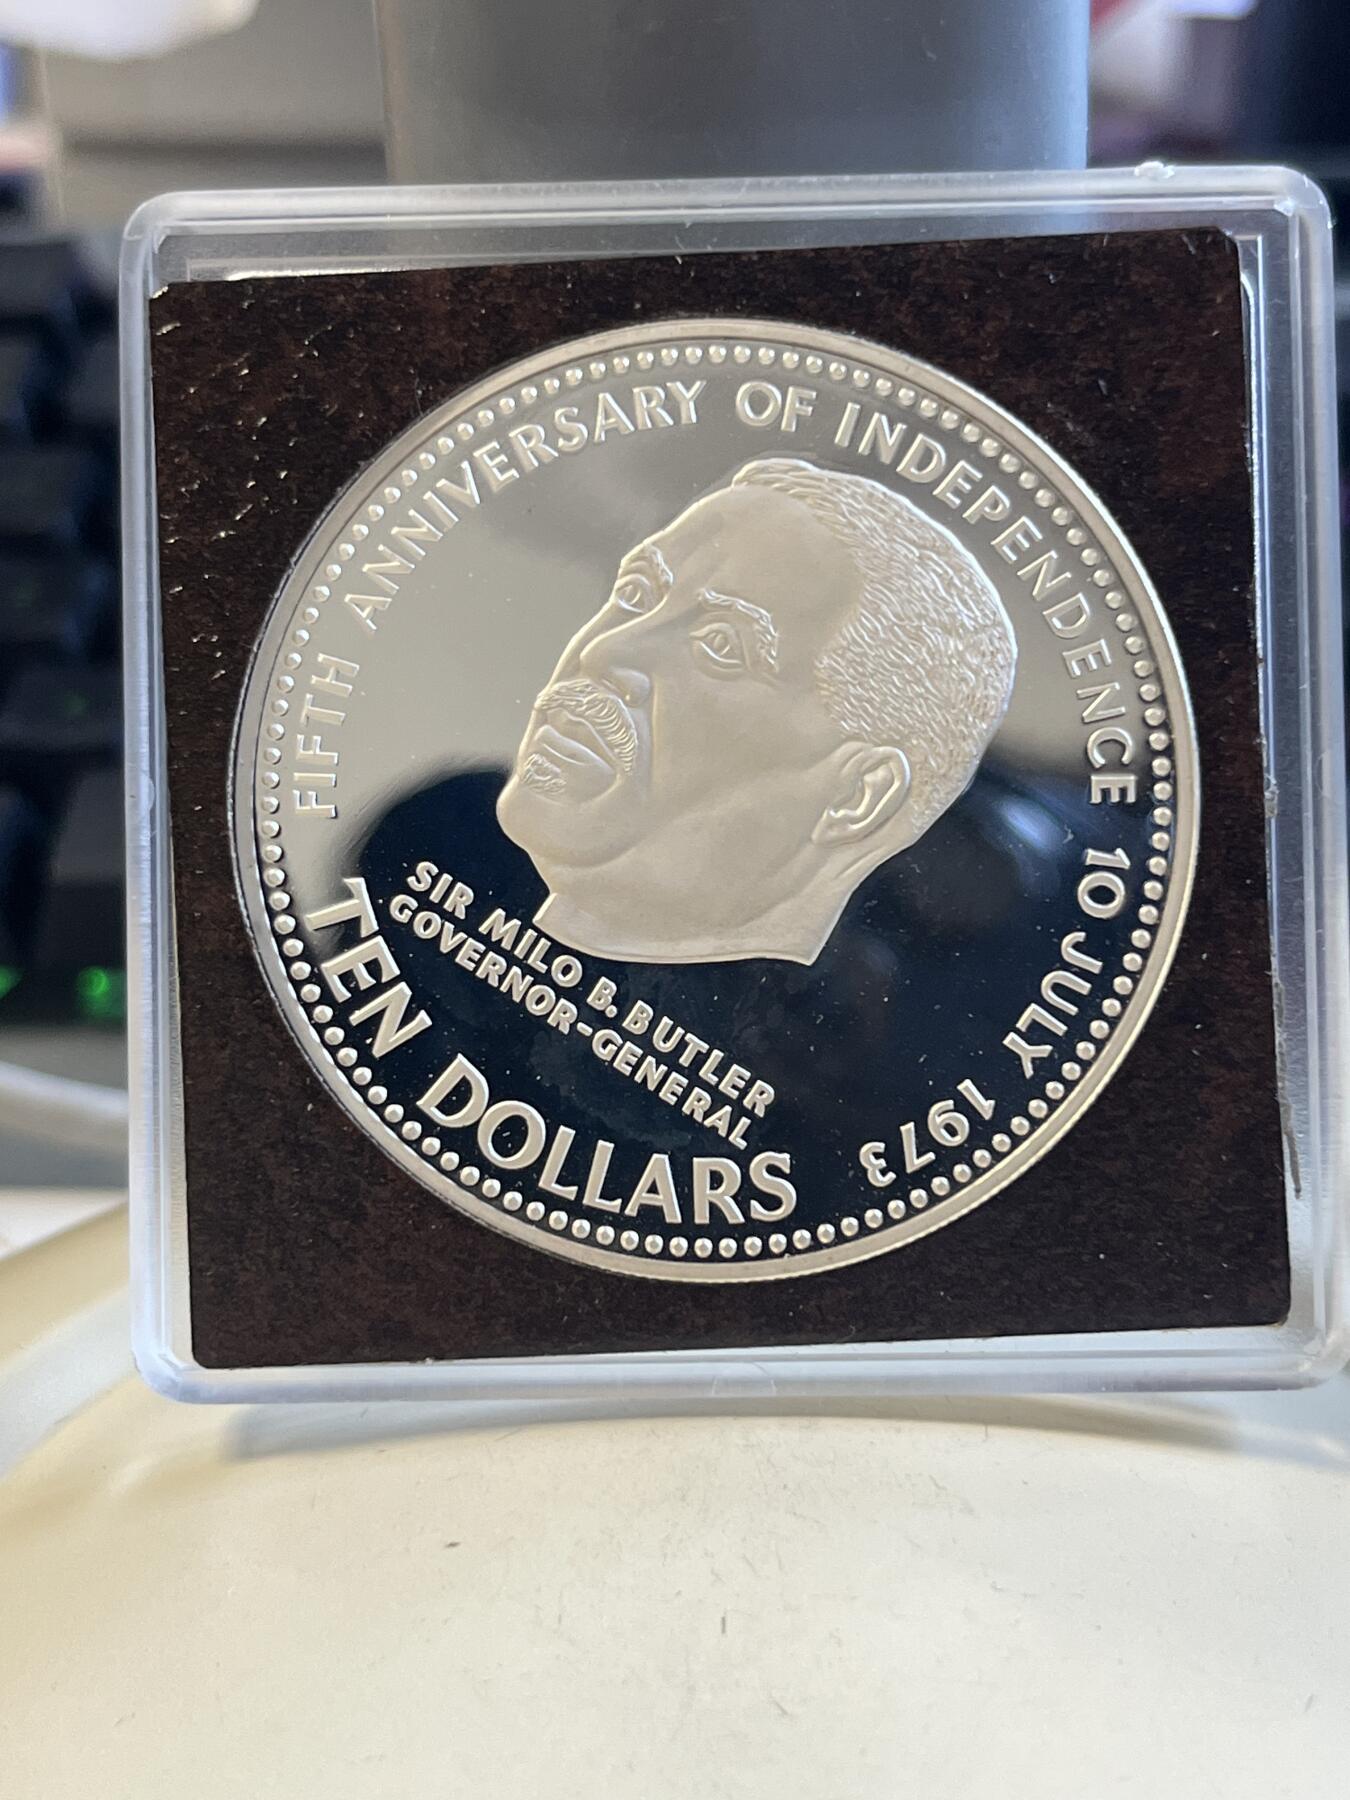 FIFTH ANNIVERSARY OF INDEPENDENCE 10 JULY 1973
SIR MILO B. BUTLER
GOVERNOR-GENERAL
TEN DOLLARS